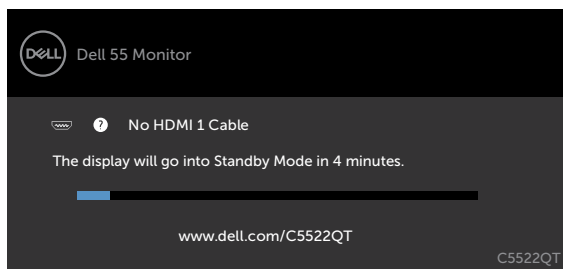 DELL Dell 55 Monitor
? No HDMI 1 Cable
The display will go into Standby Mode in 4 minutes.
www.dell.com/C5522QT
C5522QT